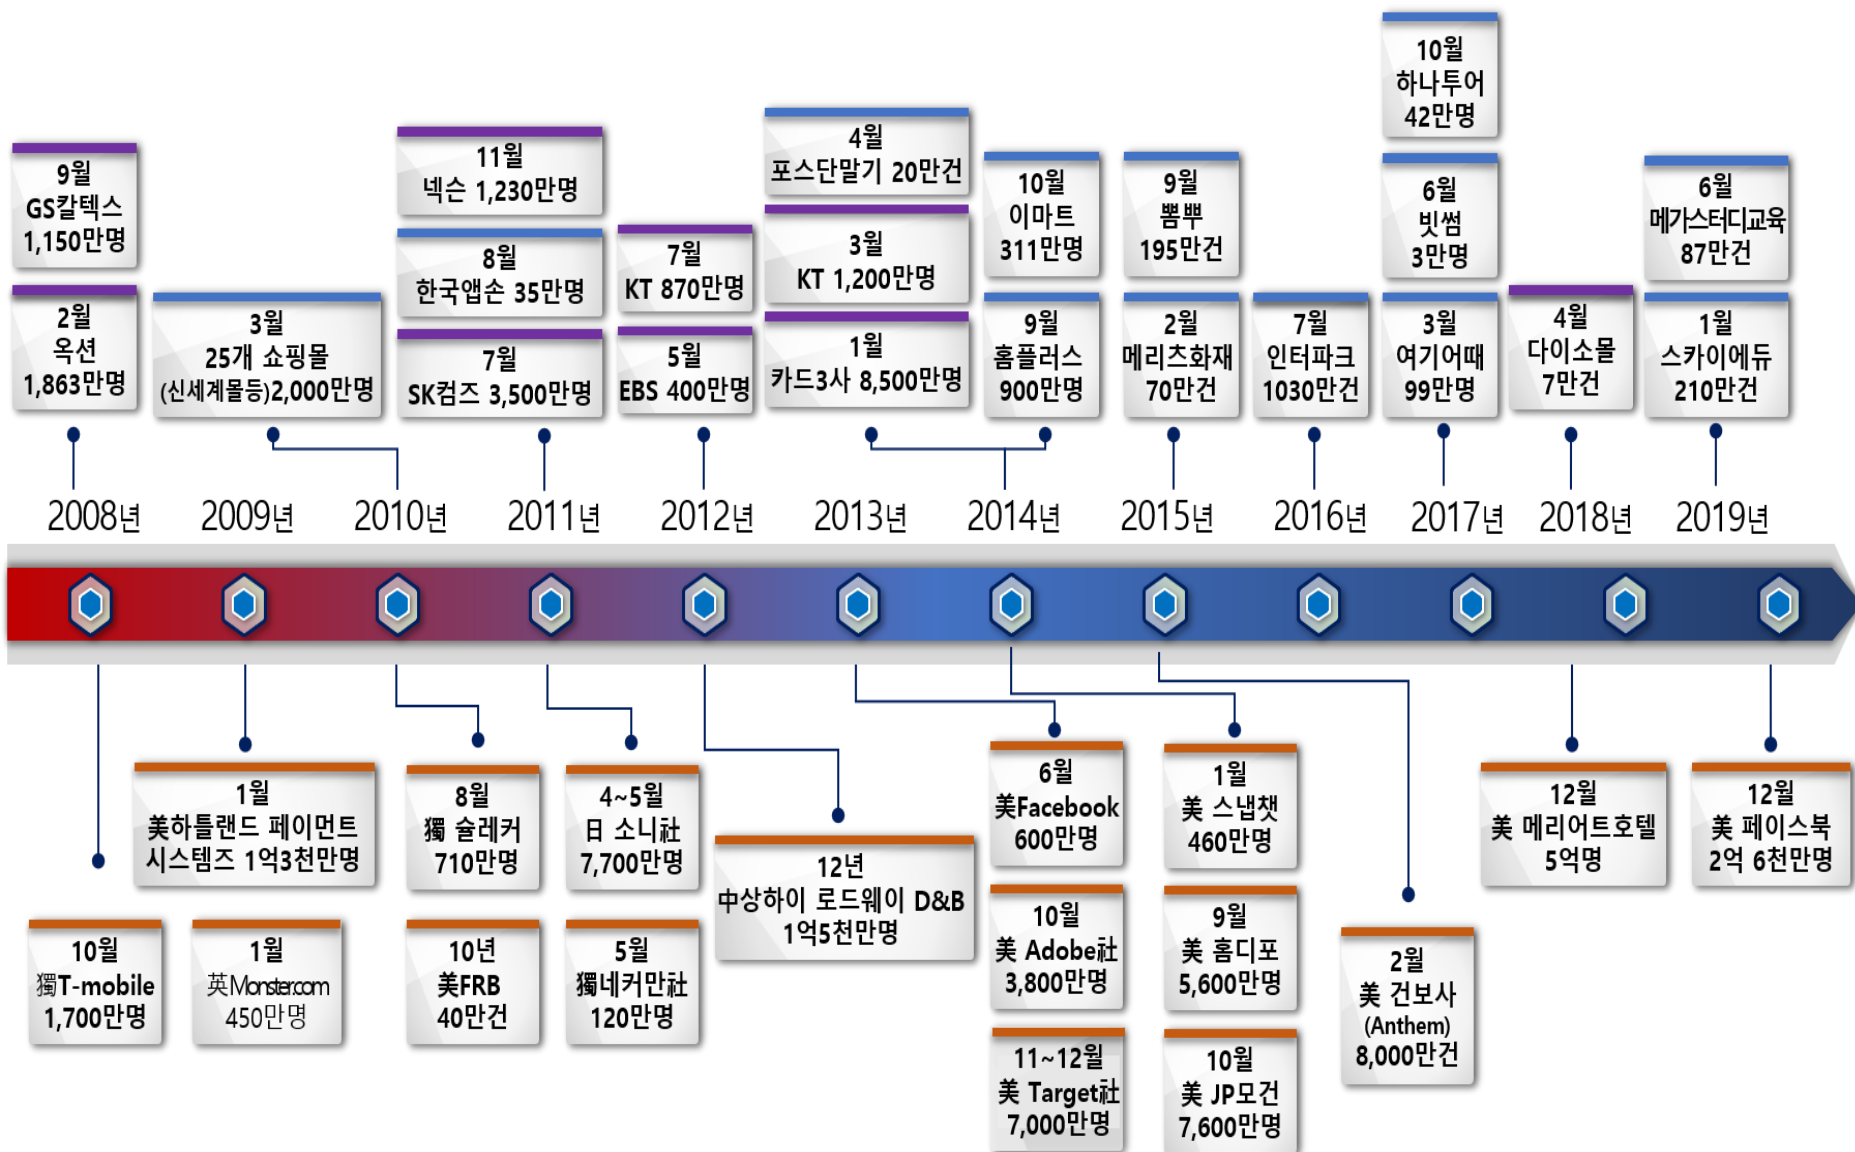 9월
GS칼텍스
1,150만명
2월
옥션
1,863만명
3월
25개 쇼핑몰
(신세계몰등)2,000만명
11월
넥슨 1,230만명
8월
한국앱손 35만명
7월
SK컴즈 3,500만명
7월
KT 870만명
5월
EBS 400만명
4월
포스단말기 20만건
3월
KT 1,200만명
1월
카드3사 8,500만명
10월
이마트
311만명
9월
홈플러스
900만명
9월
뽐뿌
195만건
2월
메리츠화재
70만건
7월
인터파크
1030만건
10월
하나투어
42만명
6월
빗썸
3만명
3월
여기어때
99만명
4월
다이소몰
7만건
6월
메가스터디교육
87만건
1월
스카이에듀
210만건
2008년
2009년
2010년
2011년
2012년
2013년
2014년
2015년
2016년
2017년
2018년
2019년
10월
獨T-mobile
1,700만명
1월
美하틀랜드 페이먼트
시스템즈 1억3천만명
1월
英Monster.com
450만명
8월
獨 슐레커
710만명
10년
美FRB
40만건
4~5월
日 소니社
7,700만명
5월
獨네커만社
120만명
12년
中상하이 로드웨이 D&B
1억5천만명
6월
美Facebook
600만명
10월
美 Adobe社
3,800만명
11~12월
美 Target社
7,000만명
1월
美 스냅챗
460만명
9월
美 홈디포
5,600만명
10월
美 JP모건
7,600만명
2월
美 건보사
(Anthem)
8,000만건
12월
美 메리어트호텔
5억명
12월
美 페이스북
2억 6천만명